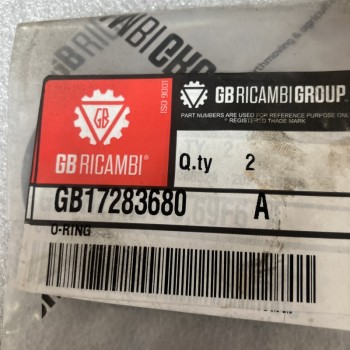 GB
GB RICAMBI®
ISO 9001
GB RICAMBI GROUP
PART NUMBERS ARE USED FOR REFERENCE PURPOSE ONLY
® REGISTERED TRADE MARK
Q.ty 2
GB17283680 A
O-RING